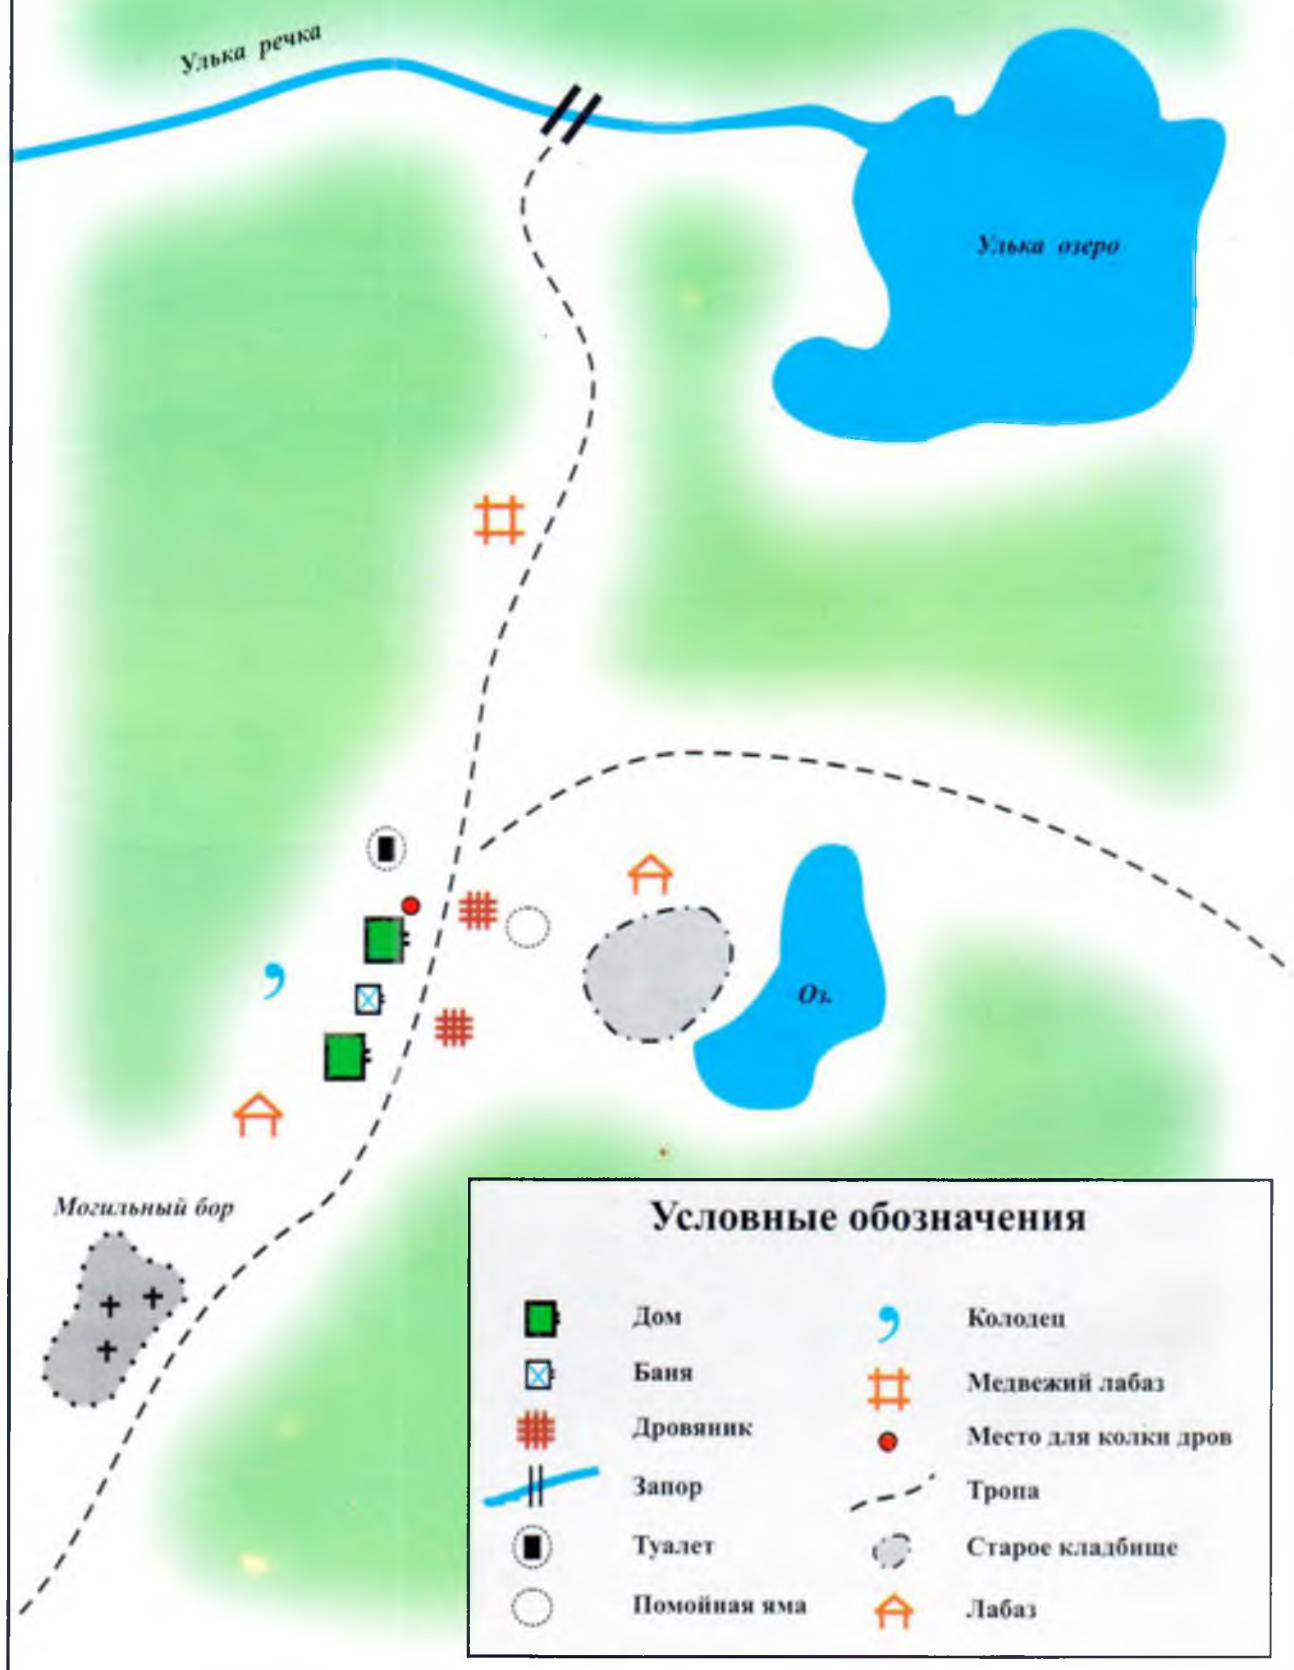 Улька речка
Улька озеро
Оз.
Могильный бор
Условные обозначения
Дом
Баня
Дровяник
Запор
Туалет
Помойная яма
Колодец
Медвежий лабаз
Место для колки дров
Тропа
Старое кладбище
Лабаз